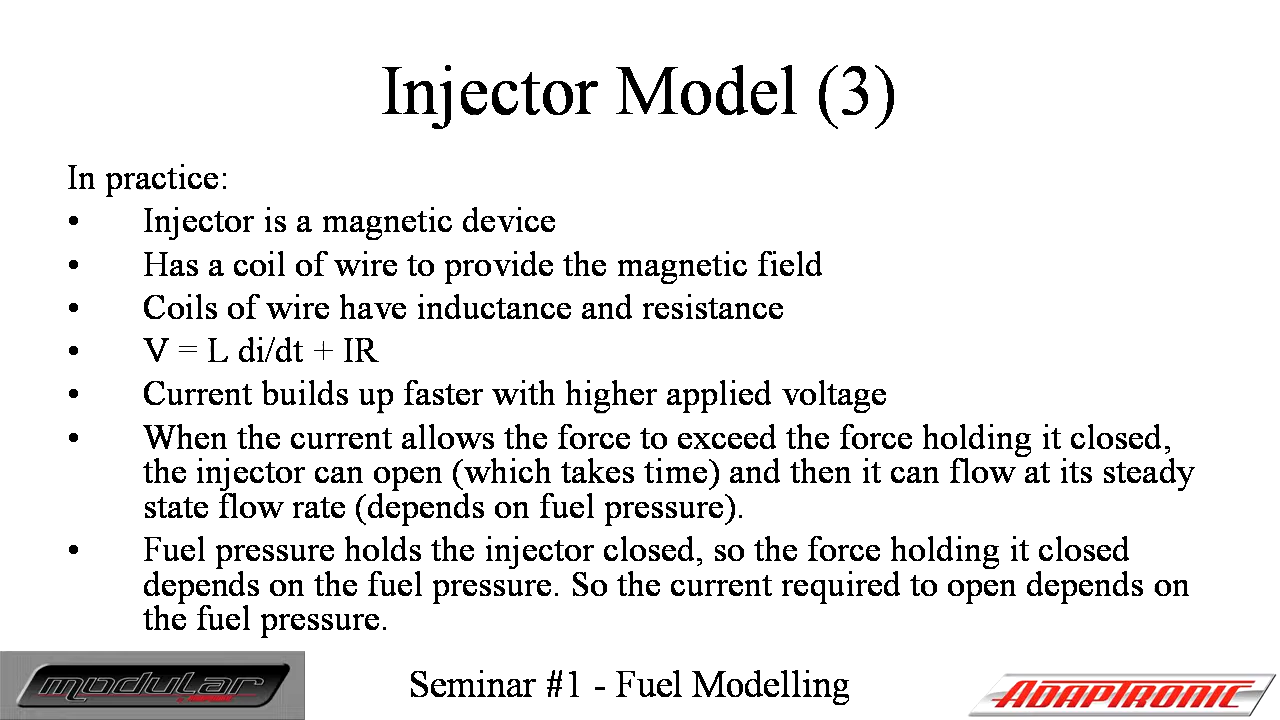 Injector Model (3)
In practice:
• Injector is a magnetic device
• Has a coil of wire to provide the magnetic field
• Coils of wire have inductance and resistance
• V = L di/dt + IR
• Current builds up faster with higher applied voltage
• When the current allows the force to exceed the force holding it closed,
the injector can open (which takes time) and then it can flow at its steady
state flow rate (depends on fuel pressure).
• Fuel pressure holds the injector closed, so the force holding it closed
depends on the fuel pressure. So the current required to open depends on
the fuel pressure.
modular
Seminar #1 - Fuel Modelling
ADAPTRONIC